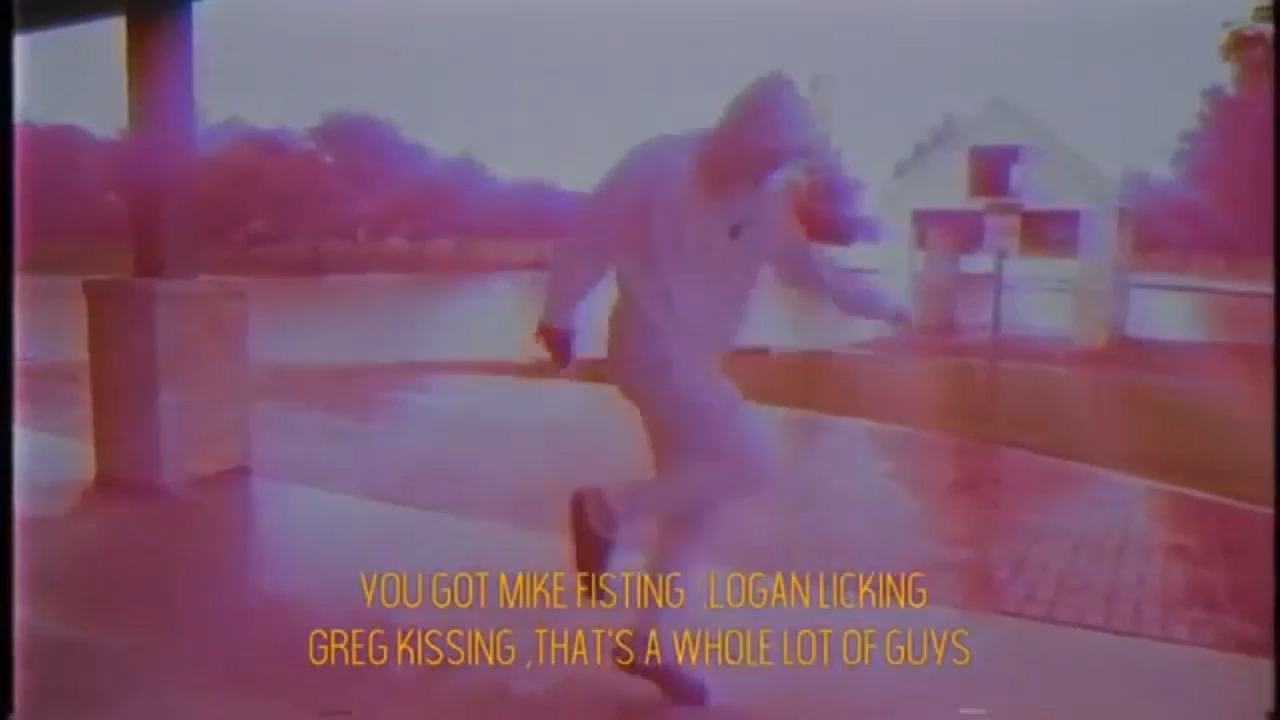 YOU GOT MIKE FISTING ,LOGAN LICKING
GREG KISSING ,THAT'S A WHOLE LOT OF GUYS